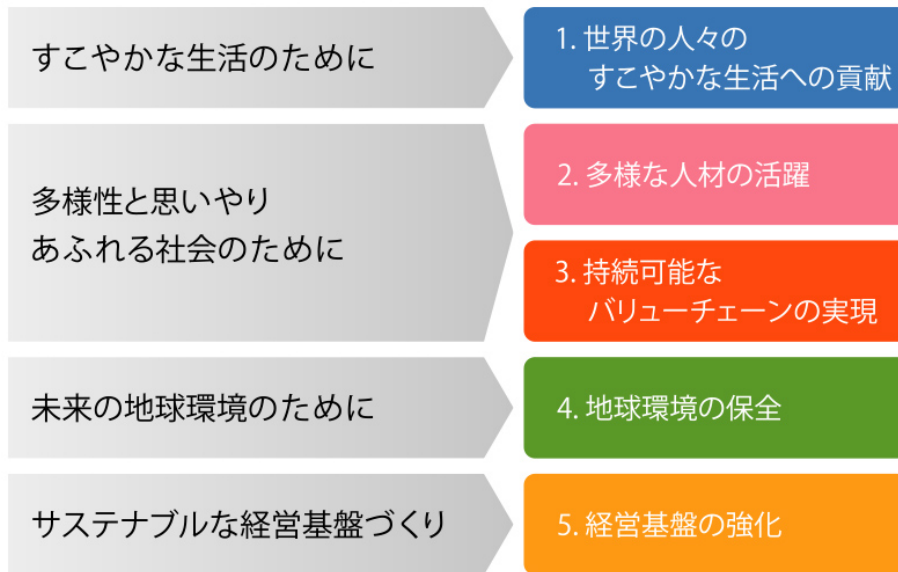 すこやかな生活のために
1. 世界の人々の
すこやかな生活への貢献
多様性と思いやり
あふれる社会のために
2. 多様な人材の活躍
3. 持続可能な
バリューチェーンの実現
未来の地球環境のために
4. 地球環境の保全
サステナブルな経営基盤づくり
5. 経営基盤の強化